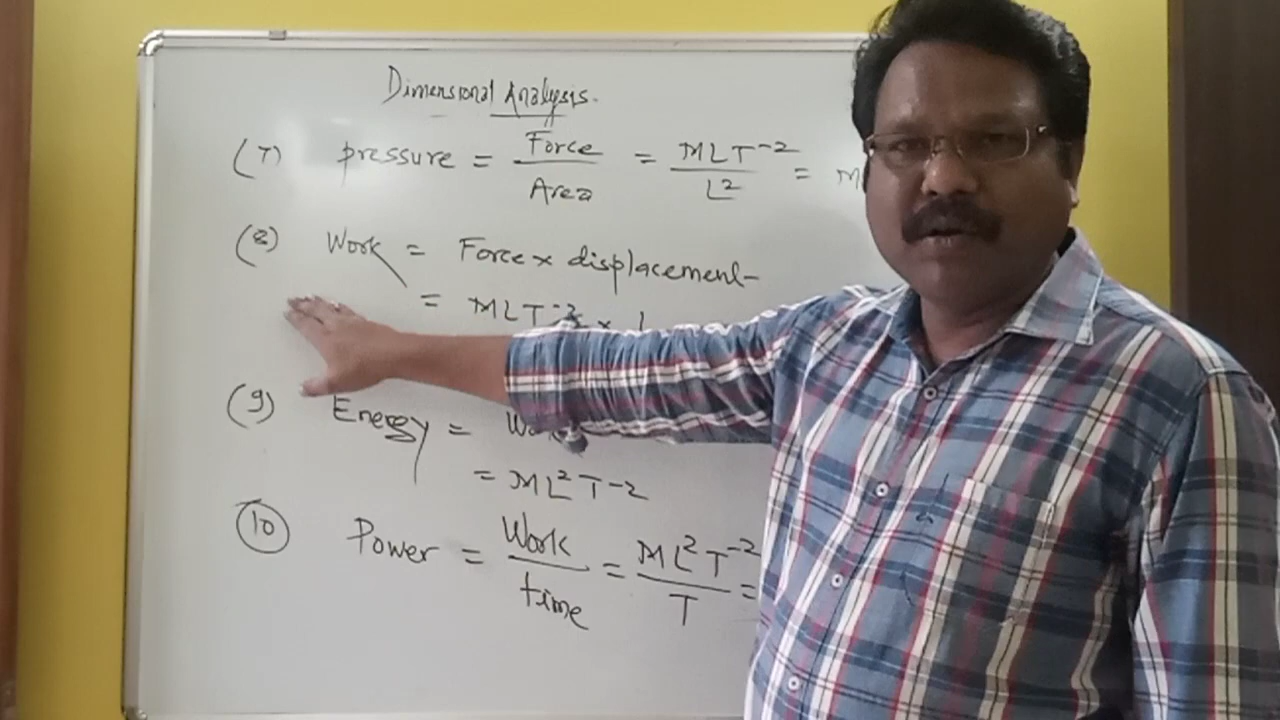 Dimensional Analysis.
(7) pressure = Force / Area = MLT⁻² / L² = M
(8) Work = Force x displacement
= MLT⁻² x L
(9) Energy = Work
= ML²T⁻²
(10) Power = Work / time = ML²T⁻² / T =